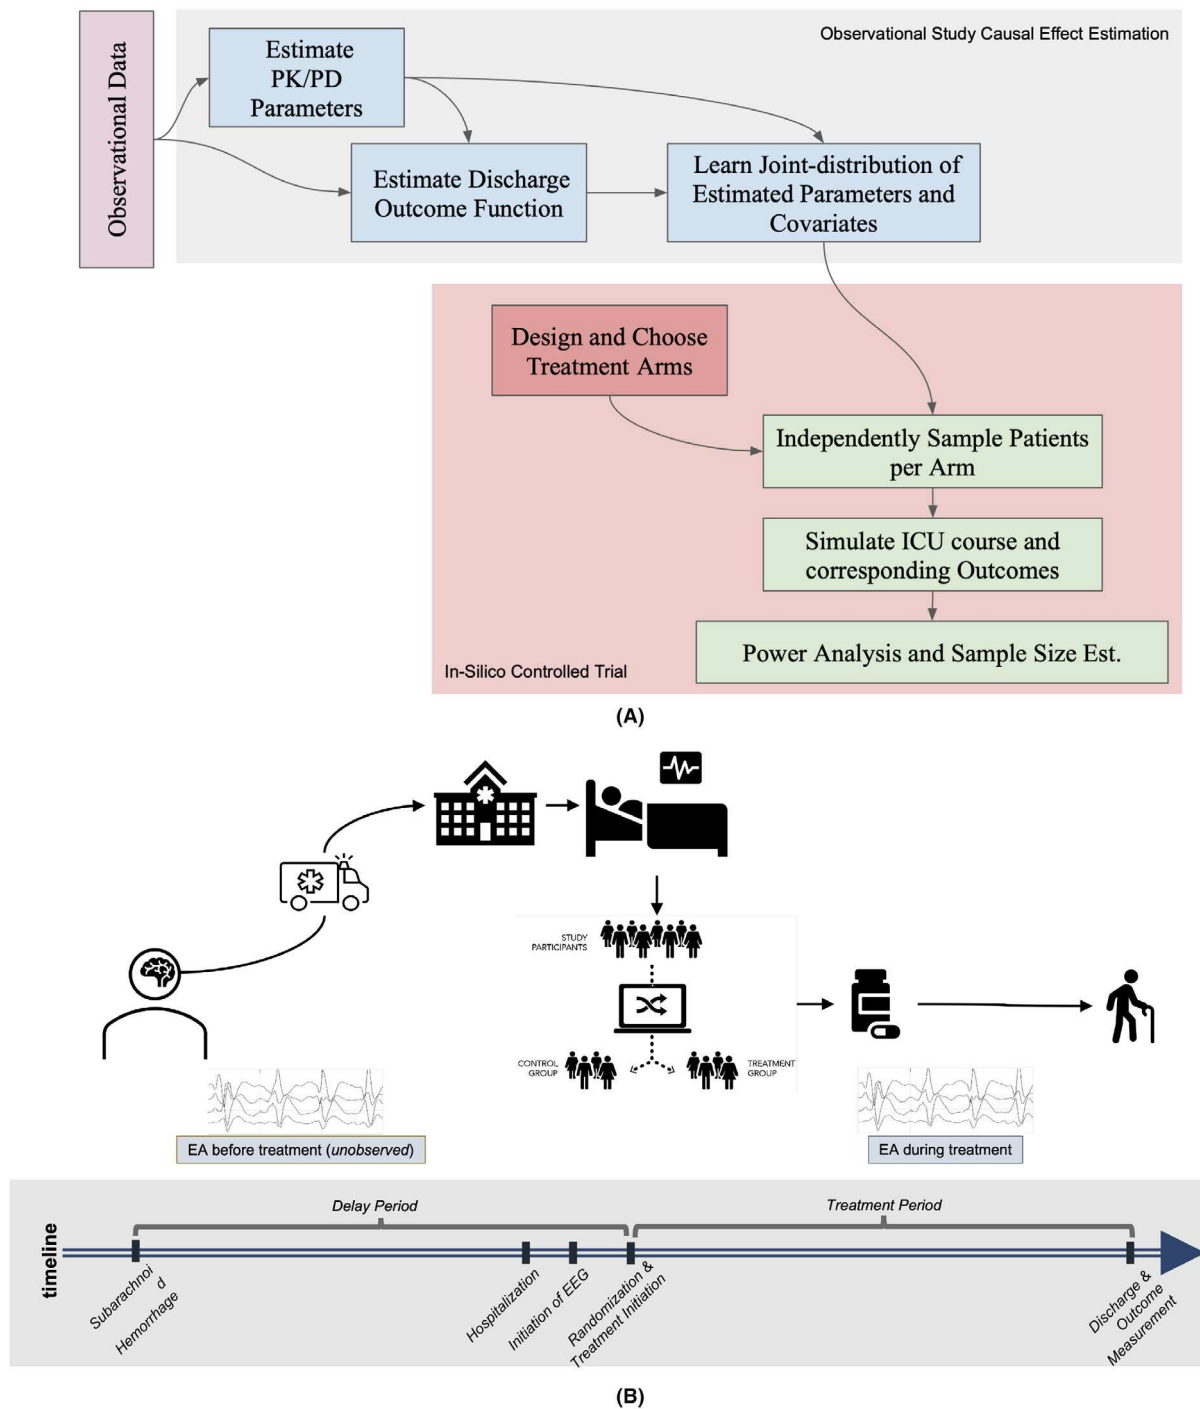 Observational Data
Observational Study Causal Effect Estimation
Estimate
PK/PD
Parameters
Estimate Discharge
Outcome Function
Learn Joint-distribution of
Estimated Parameters and
Covariates
Design and Choose
Treatment Arms
Independently Sample Patients
per Arm
Simulate ICU course and
corresponding Outcomes
Power Analysis and Sample Size Est.
In-Silico Controlled Trial
(A)
STUDY
PARTICIPANTS
CONTROL
GROUP
TREATMENT
GROUP
EA before treatment (unobserved)
EA during treatment
timeline
Delay Period
Treatment Period
Subarachnoi
d
Hemorrhage
Hospitalization
Initiation of EEG
Randomization &
Treatment Initiation
Discharge &
Outcome
Measurement
(B)